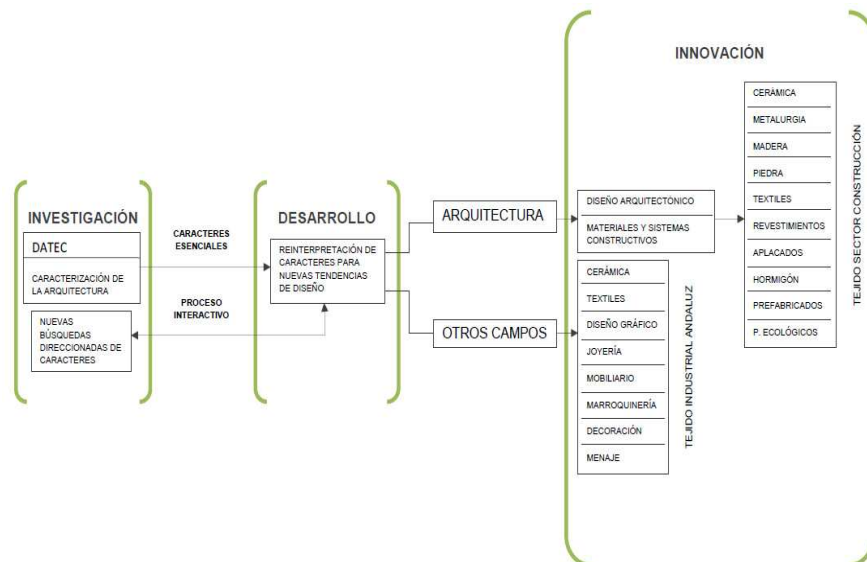 INVESTIGACIÓN
DATEC
CARACTERIZACIÓN DE
LA ARQUITECTURA
NUEVAS
BÚSQUEDAS
DIRECCIONADAS DE
CARACTERES
CARACTERES
ESENCIALES
PROCESO
INTERACTIVO
DESARROLLO
REINTERPRETACIÓN DE
CARACTERES PARA
NUEVAS TENDENCIAS
DE DISEÑO
ARQUITECTURA
OTROS CAMPOS
INNOVACIÓN
DISEÑO ARQUITECTÓNICO
MATERIALES Y SISTEMAS
CONSTRUCTIVOS
CERÁMICA
TEXTILES
DISEÑO GRÁFICO
JOYERÍA
MOBILIARIO
MARROQUINERÍA
DECORACIÓN
MENAJE
TEJIDO INDUSTRIAL ANDALUZ
CERÁMICA
METALURGIA
MADERA
PIEDRA
TEXTILES
REVESTIMIENTOS
APLACADOS
HORMIGÓN
PREFABRICADOS
P. ECOLÓGICOS
TEJIDO SECTOR CONSTRUCCIÓN